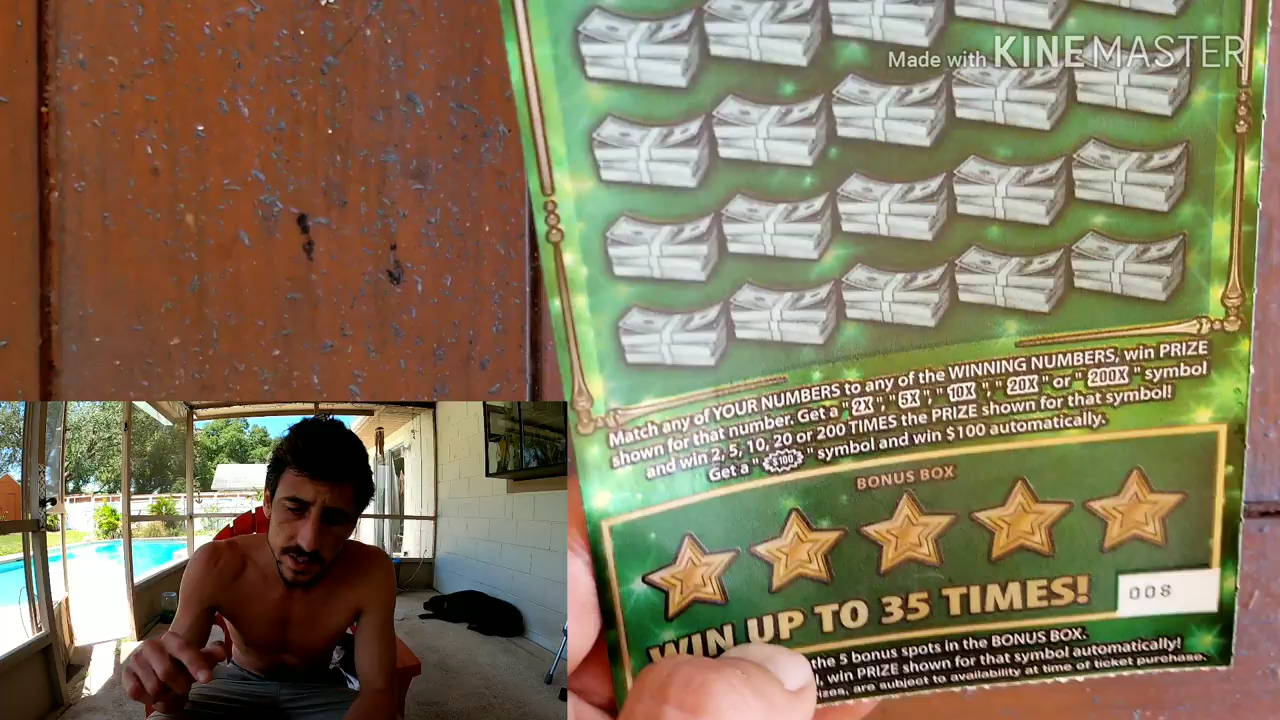 Made with KINEMASTER
Match any of YOUR NUMBERS to any of the WINNING NUMBERS, win PRIZE
shown for that number. Get a "2X", "5X", "10X", "20X" or "200X" symbol
and win 2, 5, 10, 20 or 200 TIMES the PRIZE shown for that symbol!
Get a "$100" symbol and win $100 automatically.
BONUS BOX
WIN UP TO 35 TIMES!
008
the 5 bonus spots in the BONUS BOX.
, win PRIZE shown for that symbol automatically!
are subject to availability at time of ticket purchase.